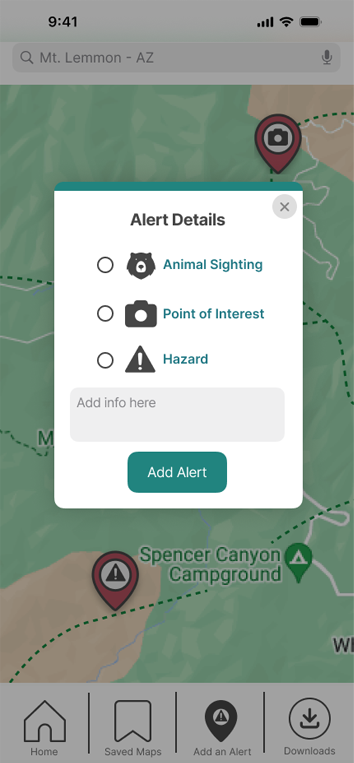 9:41
Mt. Lemmon - AZ
Alert Details
Animal Sighting
Point of Interest
Hazard
Add info here
Add Alert
M
Spencer Canyon
Campground
Wh
Home
Saved Maps
Add an Alert
Downloads